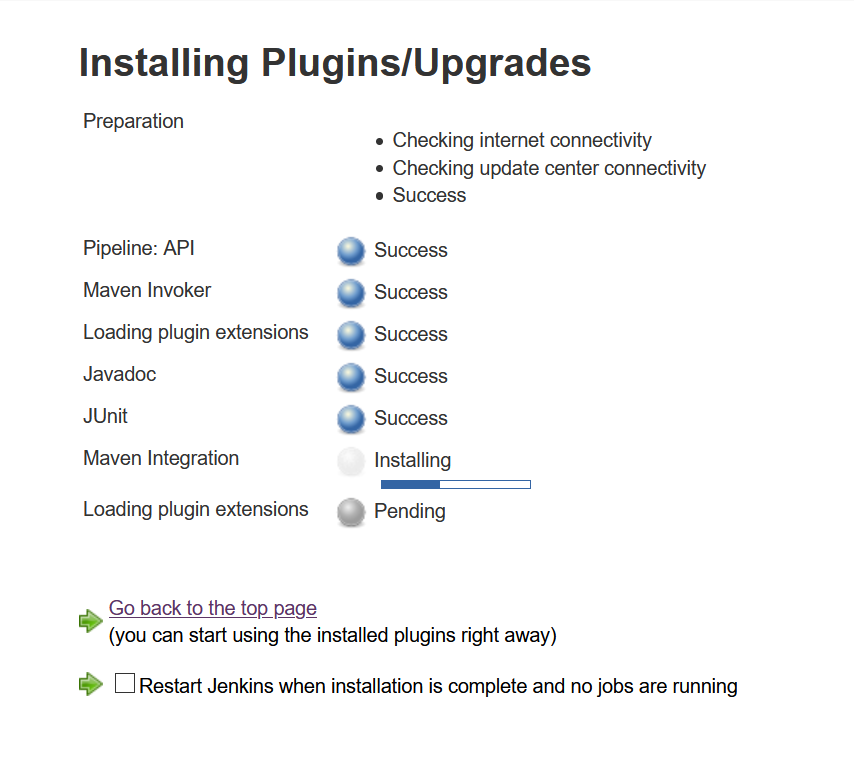 Installing Plugins/Upgrades
Preparation
Checking internet connectivity
Checking update center connectivity
Success
Pipeline: API Success
Maven Invoker Success
Loading plugin extensions Success
Javadoc Success
JUnit Success
Maven Integration Installing
Loading plugin extensions Pending
Go back to the top page
(you can start using the installed plugins right away)
Restart Jenkins when installation is complete and no jobs are running